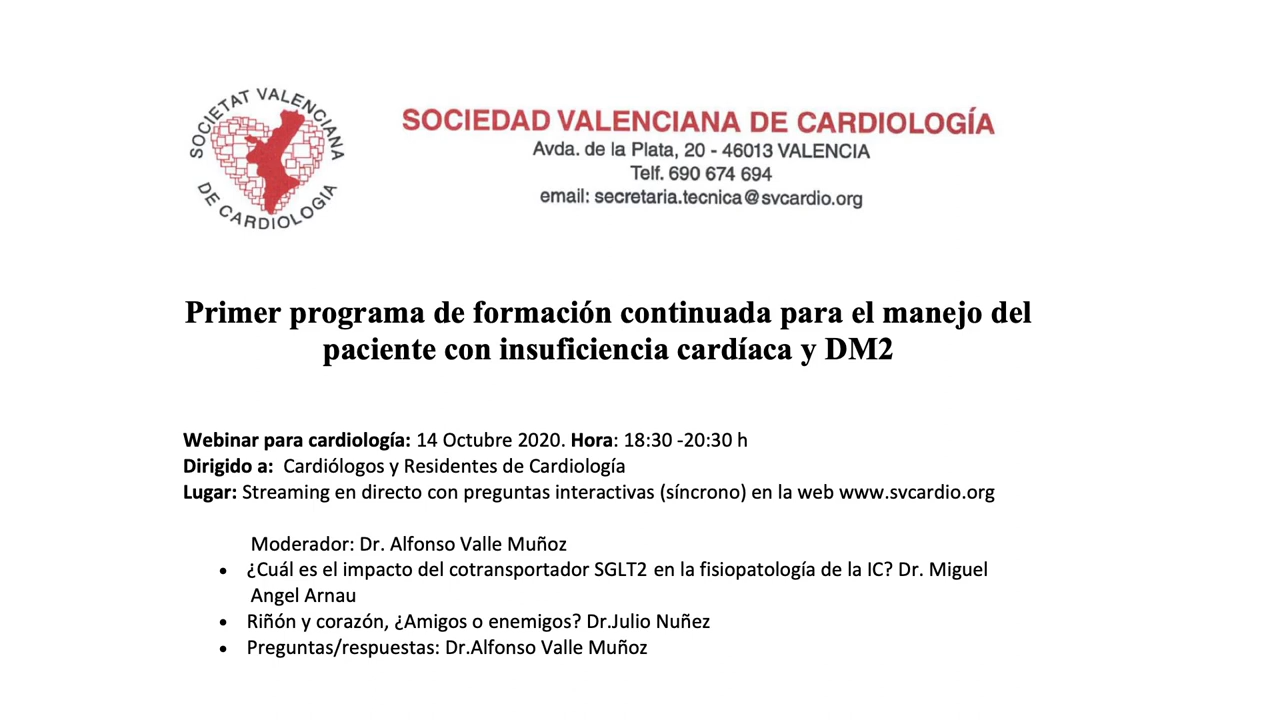 SOCIETAT VALENCIANA
DE CARDIOLOGIA
SOCIEDAD VALENCIANA DE CARDIOLOGÍA
Avda. de la Plata, 20 - 46013 VALENCIA
Telf. 690 674 694
email: secretaria.tecnica@svcardio.org
Primer programa de formación continuada para el manejo del
paciente con insuficiencia cardíaca y DM2
Webinar para cardiología: 14 Octubre 2020. Hora: 18:30 -20:30 h
Dirigido a:  Cardiólogos y Residentes de Cardiología
Lugar: Streaming en directo con preguntas interactivas (síncrono) en la web www.svcardio.org
Moderador: Dr. Alfonso Valle Muñoz
• ¿Cuál es el impacto del cotransportador SGLT2 en la fisiopatología de la IC? Dr. Miguel
Angel Arnau
• Riñón y corazón, ¿Amigos o enemigos? Dr.Julio Nuñez
• Preguntas/respuestas: Dr.Alfonso Valle Muñoz